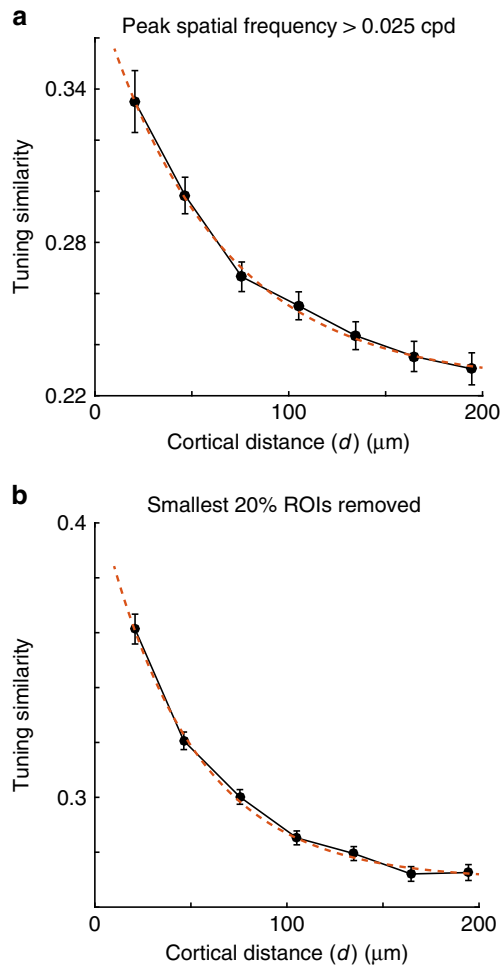 a
Peak spatial frequency > 0.025 cpd
Tuning similarity
0.34
0.28
0.22
0
100
200
Cortical distance (d) (μm)
b
Smallest 20% ROIs removed
Tuning similarity
0.4
0.3
0
100
200
Cortical distance (d) (μm)